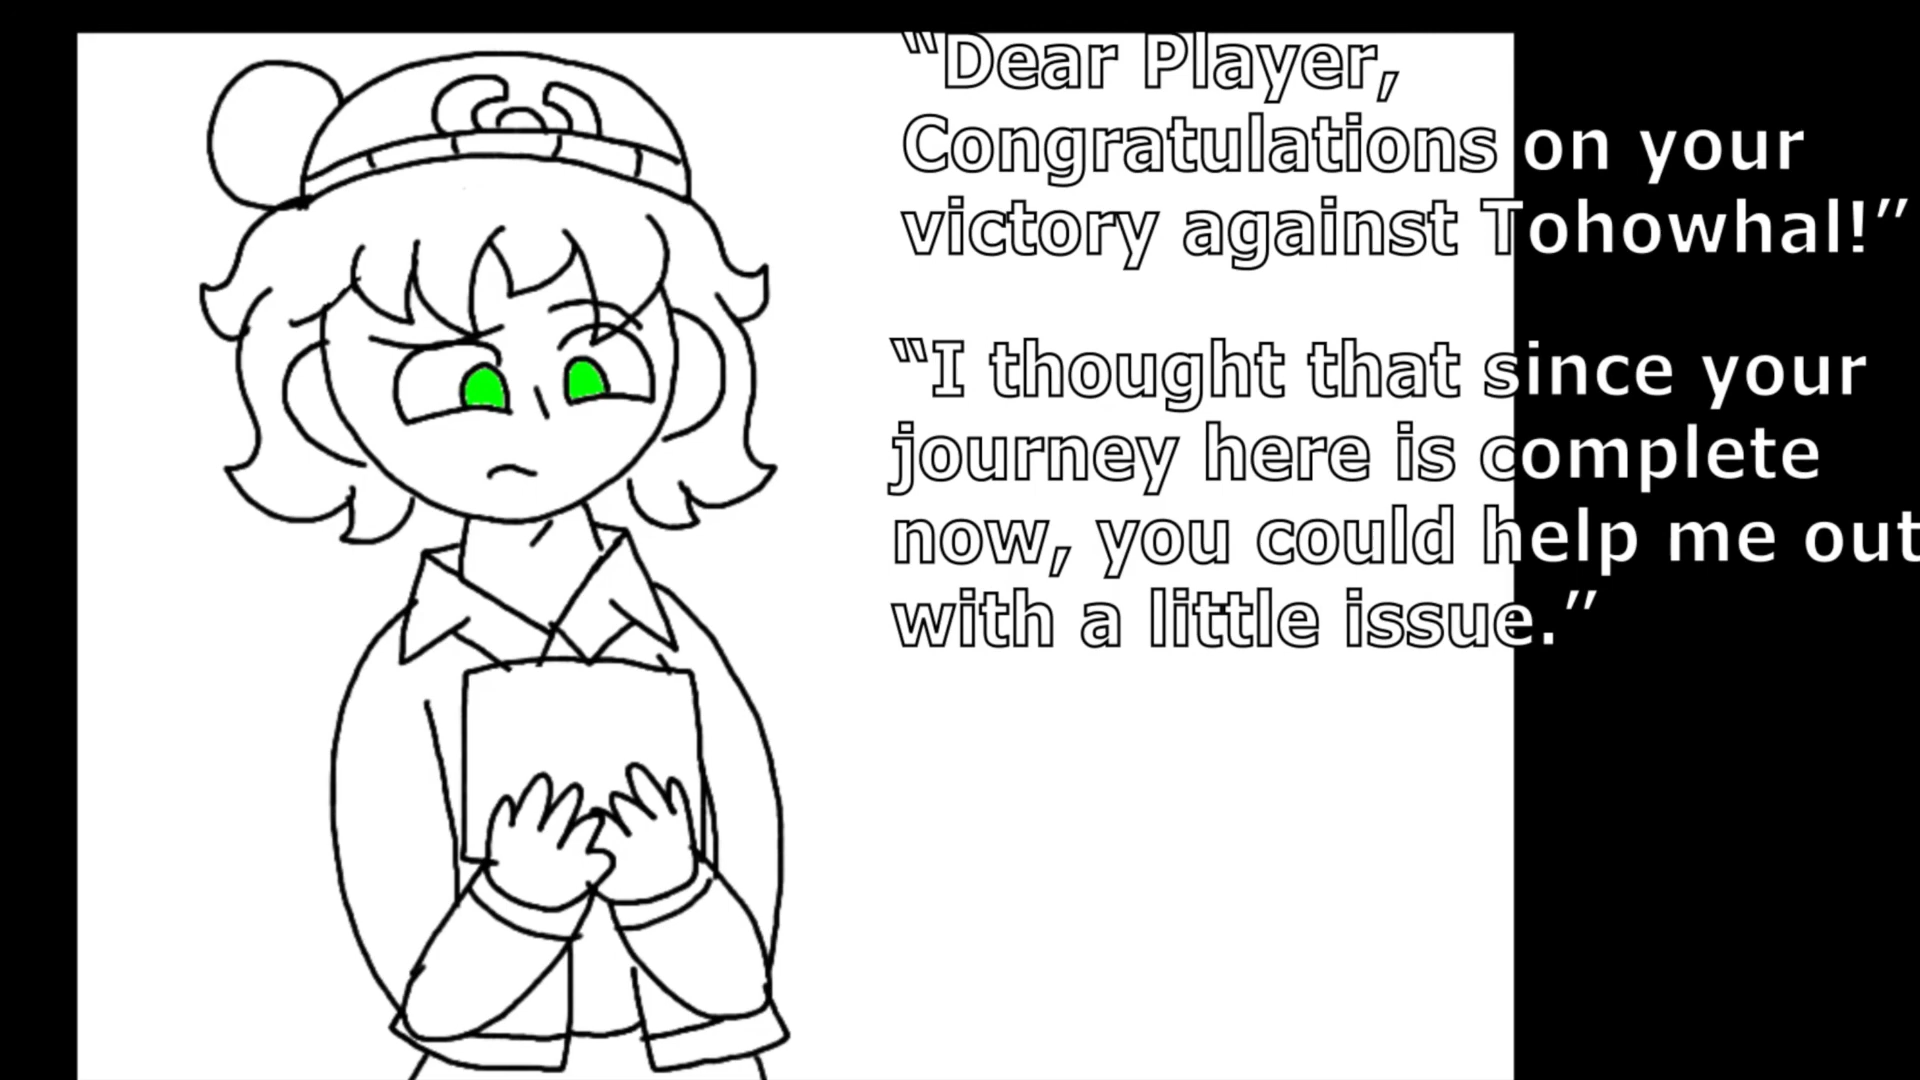 “Dear Player,
Congratulations on your
victory against Tohowhal!”
“I thought that since your
journey here is complete
now, you could help me out
with a little issue.”